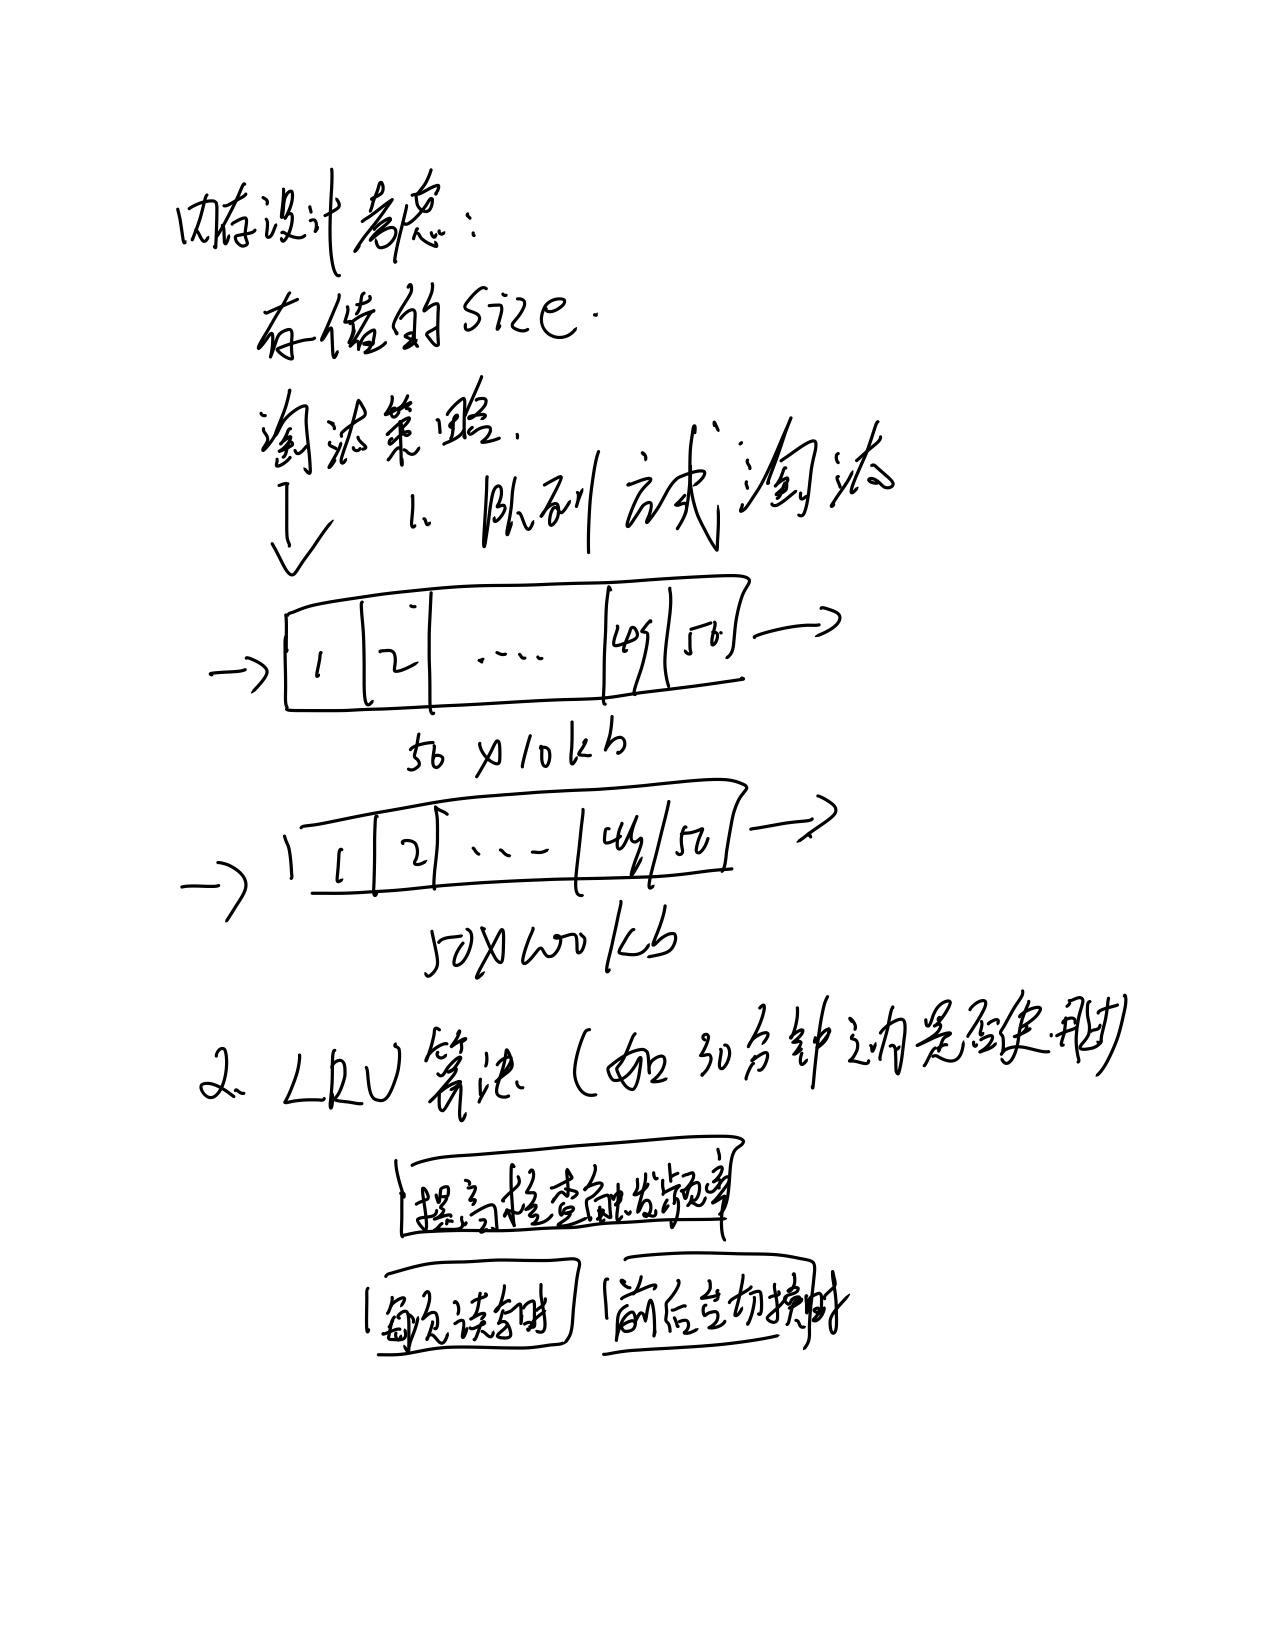 内存设计考虑:
存储的size.
淘汰策略.
1. 队列方式淘汰
1 2 .... 49 50
50×10kb
1 2 ... 49 50
50×100kb
2. LRU算法 (如30分钟之内是否使用过)
提高检查触发频率
每次读写时 前后台切换时